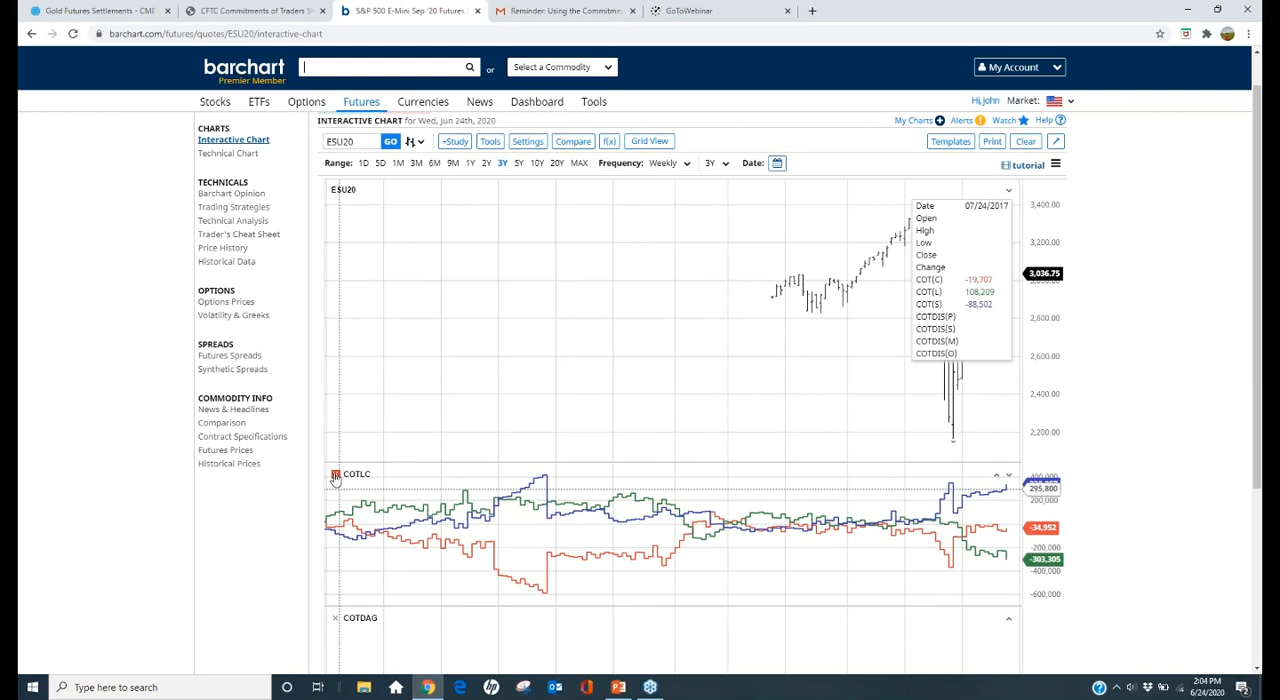 Gold Futures Settlements - CME
CFTC Commitments of Traders S
S&P 500 E-Mini Sep '20 Futures
Reminder: Using the Commitme
GoToWebinar
barchart.com/futures/quotes/ESU20/interactive-chart
barchart
Premier Member
or
Select a Commodity
My Account
Stocks ETFs Options Futures Currencies News Dashboard Tools
Hi, John Market:
CHARTS
Interactive Chart
Technical Chart
TECHNICALS
Barchart Opinion
Trading Strategies
Technical Analysis
Trader's Cheat Sheet
Price History
Historical Data
OPTIONS
Options Prices
Volatility & Greeks
SPREADS
Futures Spreads
Synthetic Spreads
COMMODITY INFO
News & Headlines
Comparison
Contract Specifications
Futures Prices
Historical Prices
INTERACTIVE CHART for Wed, Jun 24th, 2020
My Charts Alerts Watch Help
ESU20 GO +Study Tools Settings Compare f(x) Grid View Templates Print Clear
Range: 1D 5D 1M 3M 6M 9M 1Y 2Y 3Y 5Y 10Y 20Y MAX Frequency: Weekly 3Y Date:
tutorial
ESU20
Date 07/24/2017
Open
High
Low
Close
Change
COT(C) -19,707
COT(L) 108,209
COT(S) -88,502
COTDIS(P)
COTDIS(S)
COTDIS(M)
COTDIS(O)
3,400.00
3,200.00
3,036.75
2,800.00
2,600.00
2,400.00
2,200.00
COTLC
400,000
295,800
200,000
-34,952
-200,000
-303,305
-400,000
-600,000
COTDAG
Type here to search
2:04 PM
6/24/2020